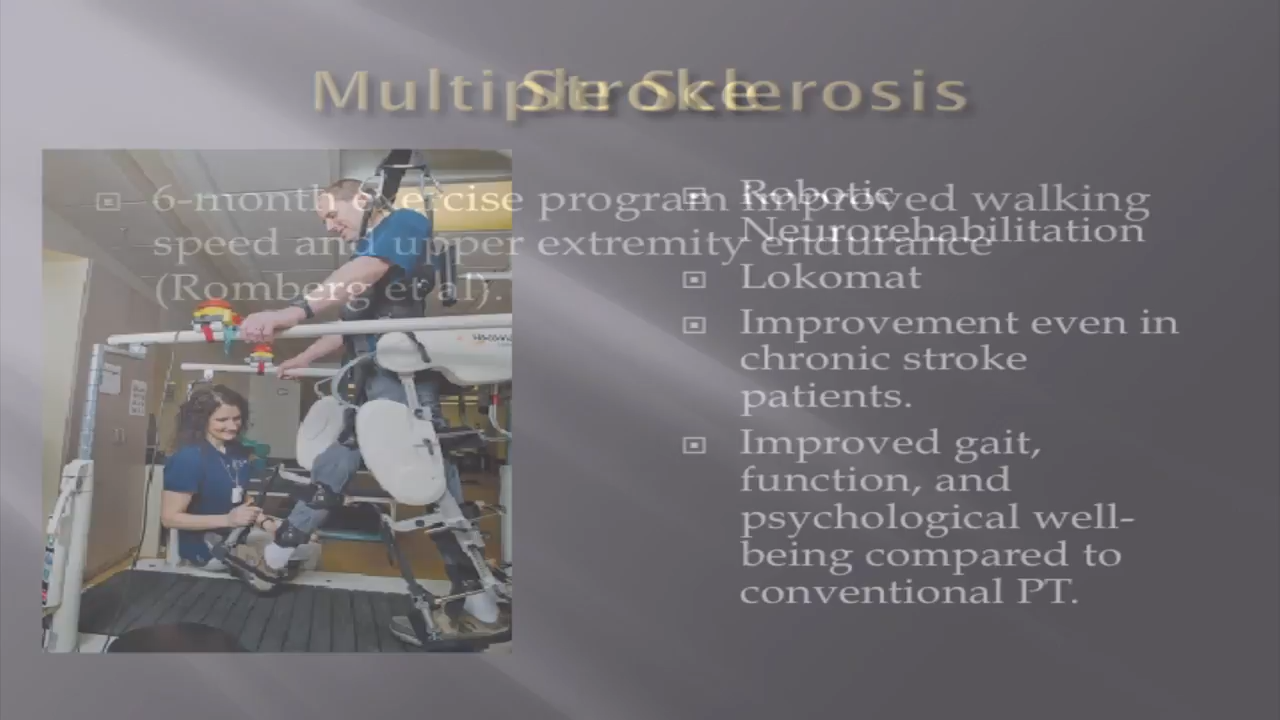 Multiple Sclerosis
Stroke
6-month exercise program improved walking
speed and upper extremity endurance
(Romberg et al).
Robotic
Neurorehabilitation
Lokomat
Improvement even in
chronic stroke
patients.
Improved gait,
function, and
psychological well-
being compared to
conventional PT.